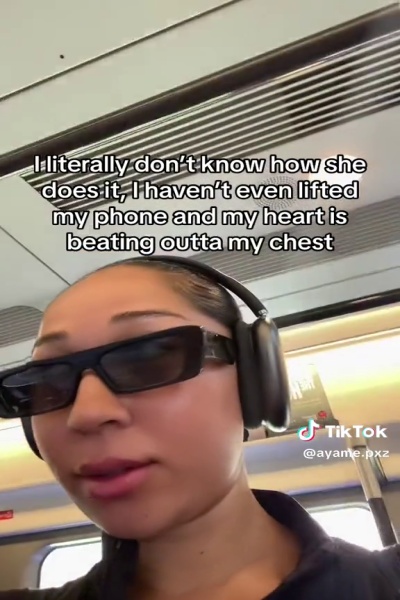 I literally don't know how she
does it, I haven't even lifted
my phone and my heart is
beating outta my chest
TikTok
@ayame.pxz